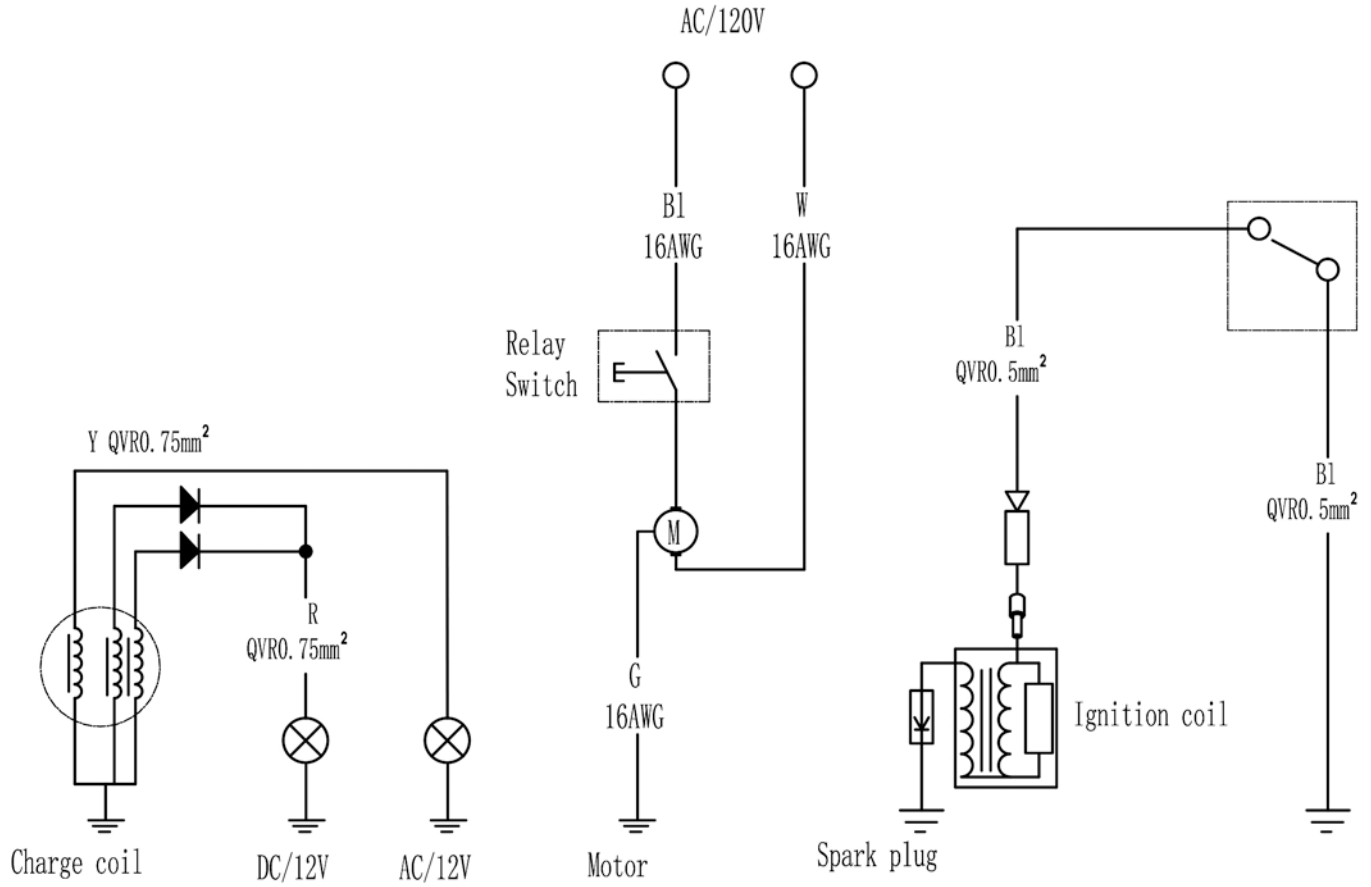 AC/120V
Bl
16AWG
W
16AWG
Relay
Switch
Bl
QVR0.5mm²
Y QVR0.75mm²
Bl
QVR0.5mm²
M
R
QVR0.75mm²
G
16AWG
Ignition coil
Charge coil
DC/12V
AC/12V
Motor
Spark plug